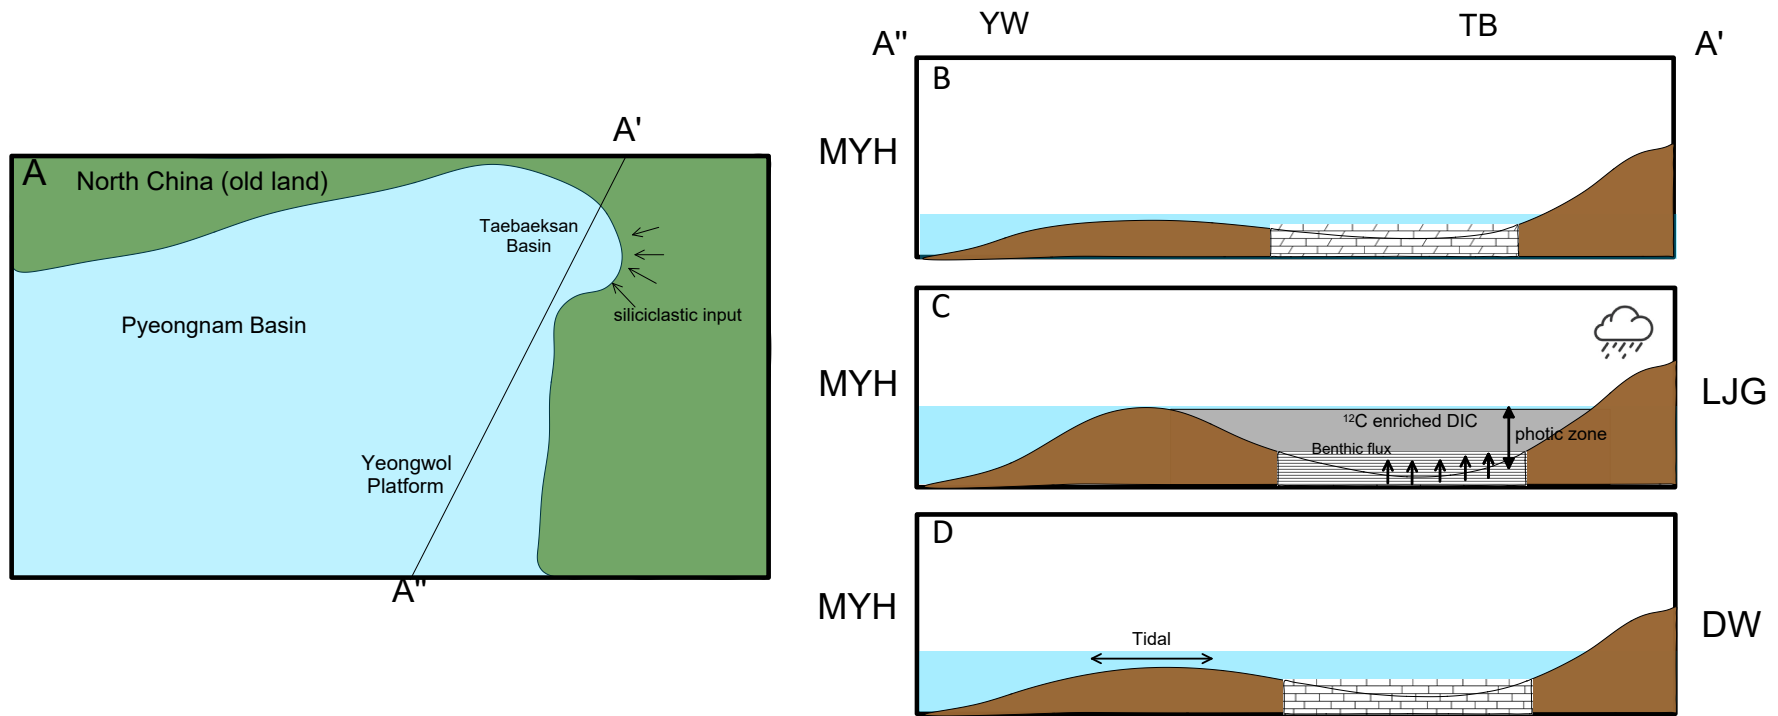 A
North China (old land)
A'
Taebaeksan
Basin
siliciclastic input
Pyeongnam Basin
Yeongwol
Platform
A"
YW
TB
A"
A'
B
MYH
C
MYH
LJG
¹²C enriched DIC
photic zone
Benthic flux
D
MYH
DW
Tidal